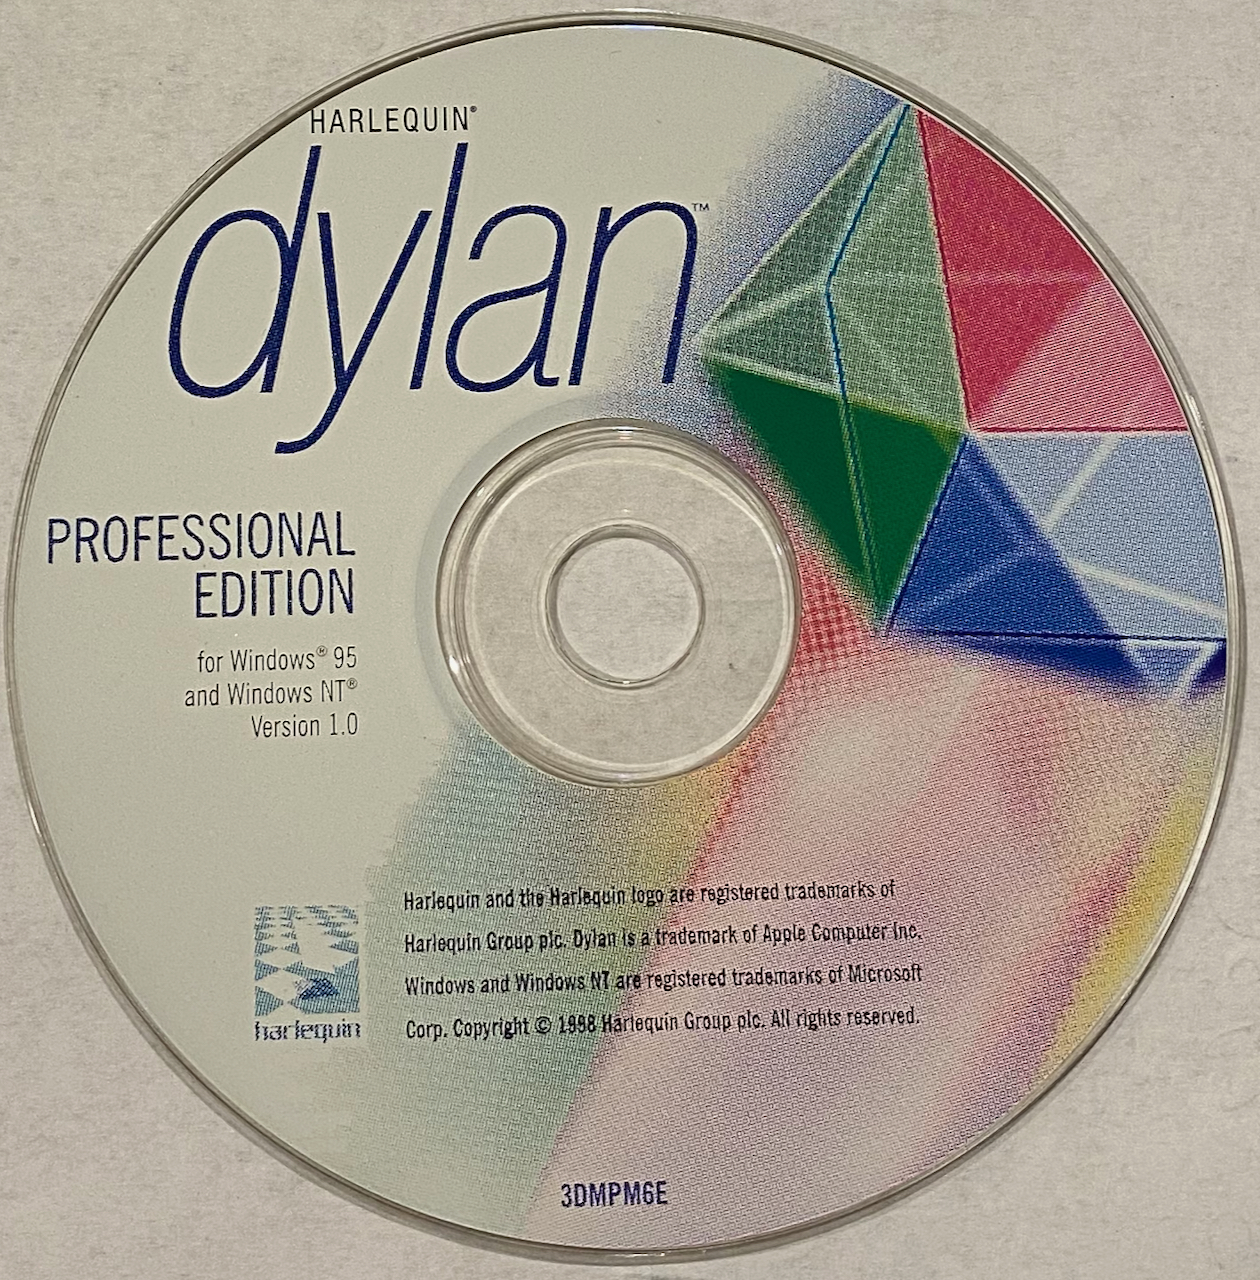 HARLEQUIN®
dylan™
PROFESSIONAL
EDITION
for Windows® 95
and Windows NT®
Version 1.0
Harlequin and the Harlequin logo are registered trademarks of
Harlequin Group plc. Dylan is a trademark of Apple Computer Inc.
Windows and Windows NT are registered trademarks of Microsoft
Corp. Copyright © 1998 Harlequin Group plc. All rights reserved.
harlequin
3DMPM6E